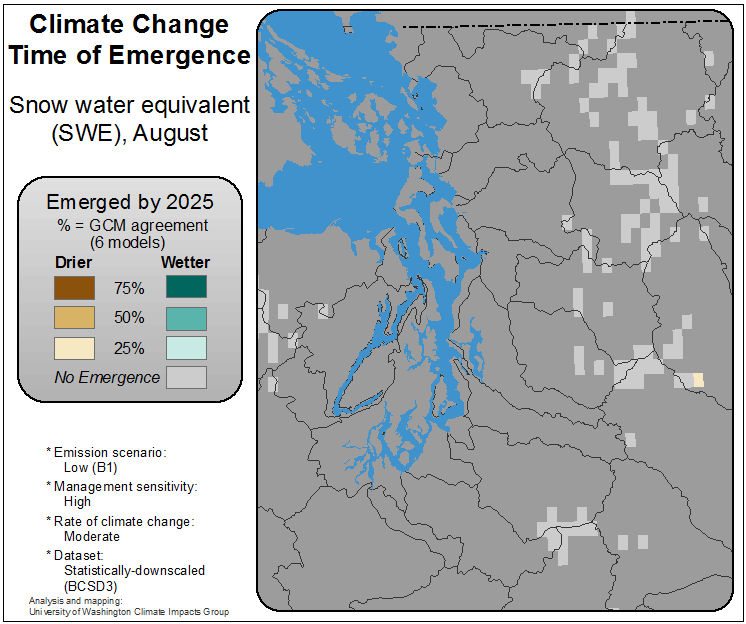 Climate Change
Time of Emergence
Snow water equivalent
(SWE), August
Emerged by 2025
% = GCM agreement
(6 models)
Drier Wetter
75%
50%
25%
No Emergence
* Emission scenario:
Low (B1)
* Management sensitivity:
High
* Rate of climate change:
Moderate
* Dataset:
Statistically-downscaled
(BCSD3)
Analysis and mapping:
University of Washington Climate Impacts Group